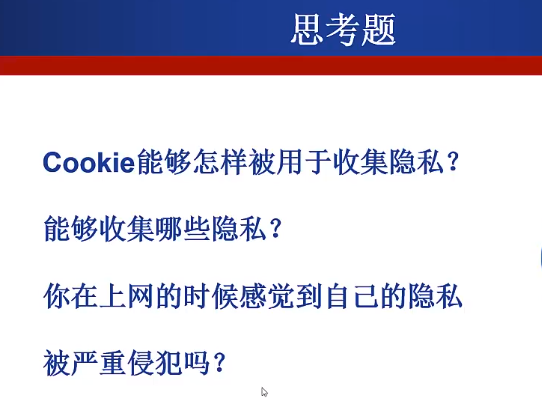 思考题
Cookie能够怎样被用于收集隐私？
能够收集哪些隐私？
你在上网的时候感觉到自己的隐私
被严重侵犯吗？